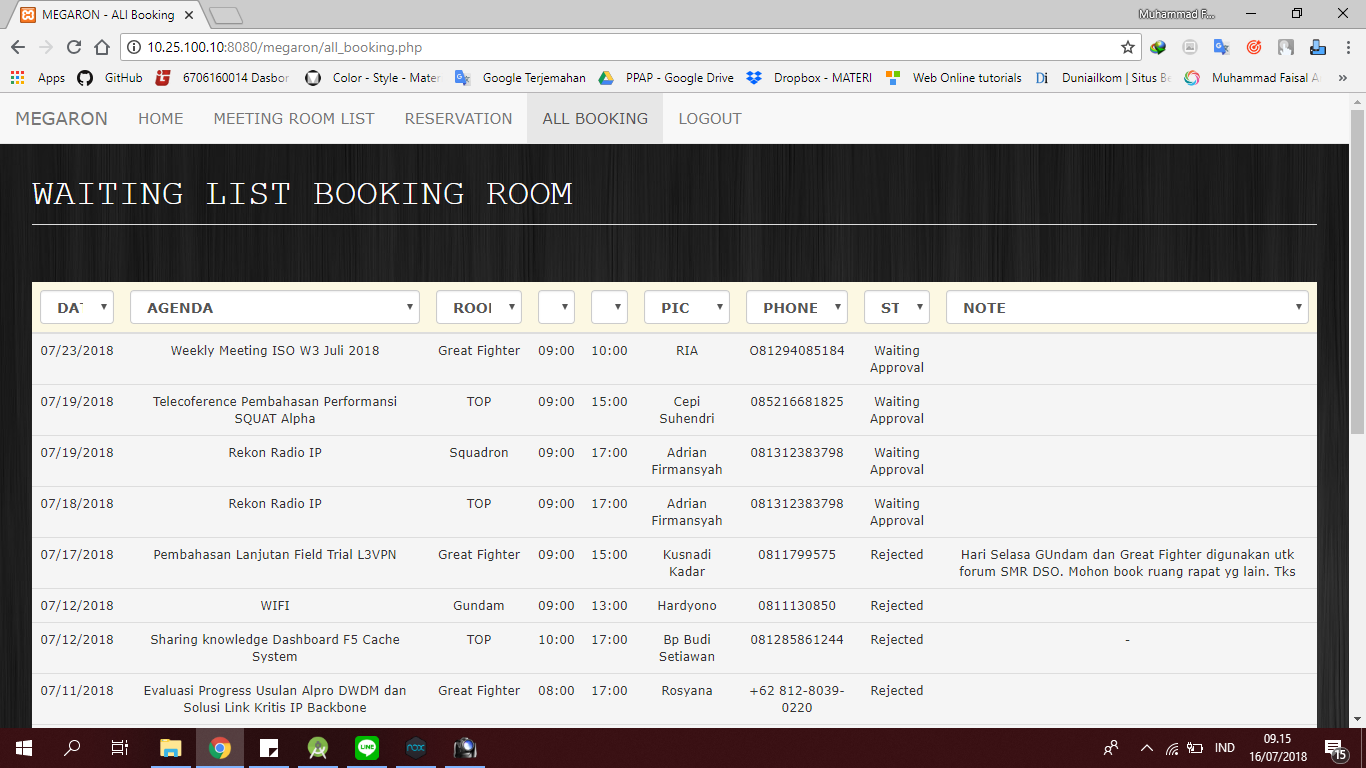 MEGARON - ALl Booking
Muhammad F...
10.25.100.10:8080/megaron/all_booking.php
Apps GitHub 6706160014 Dasbor Color - Style - Mater Google Terjemahan PPAP - Google Drive Dropbox - MATERI Web Online tutorials Duniailkom | Situs Be Muhammad Faisal A
MEGARON HOME MEETING ROOM LIST RESERVATION ALL BOOKING LOGOUT
WAITING LIST BOOKING ROOM
AGENDA PIC PHONE ST NOTE
07/23/2018 Weekly Meeting ISO W3 Juli 2018 Great Fighter 09:00 10:00 RIA O81294085184 Waiting
Approval
07/19/2018 Telecoference Pembahasan Performansi TOP 09:00 15:00 Cepi 085216681825 Waiting
SQUAT Alpha Suhendri Approval
07/19/2018 Rekon Radio IP Squadron 09:00 17:00 Adrian 081312383798 Waiting
Firmansyah Approval
07/18/2018 Rekon Radio IP TOP 09:00 17:00 Adrian 081312383798 Waiting
Firmansyah Approval
07/17/2018 Pembahasan Lanjutan Field Trial L3VPN Great Fighter 09:00 15:00 Kusnadi 0811799575 Rejected Hari Selasa GUndam dan Great Fighter digunakan utk
Kadar forum SMR DSO. Mohon book ruang rapat yg lain. Tks
07/12/2018 WIFI Gundam 09:00 13:00 Hardyono 0811130850 Rejected
07/12/2018 Sharing knowledge Dashboard F5 Cache TOP 10:00 17:00 Bp Budi 081285861244 Rejected -
System Setiawan
07/11/2018 Evaluasi Progress Usulan Alpro DWDM dan Great Fighter 08:00 17:00 Rosyana +62 812-8039- Rejected
Solusi Link Kritis IP Backbone 0220
IND 09.15
16/07/2018 15